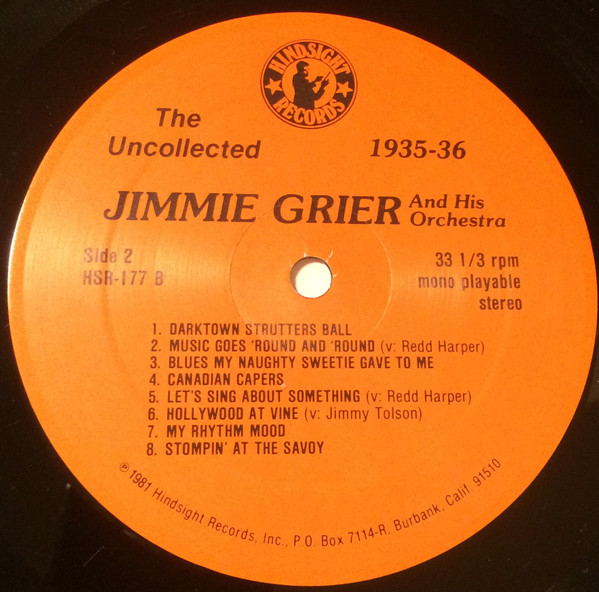 HINDSIGHT
RECORDS
The
Uncollected
1935-36
JIMMIE GRIER And His
Orchestra
Side 2
HSR-177 B
33 1/3 rpm
mono playable
stereo
1. DARKTOWN STRUTTERS BALL
2. MUSIC GOES 'ROUND AND 'ROUND (v: Redd Harper)
3. BLUES MY NAUGHTY SWEETIE GAVE TO ME
4. CANADIAN CAPERS
5. LET'S SING ABOUT SOMETHING (v: Redd Harper)
6. HOLLYWOOD AT VINE (v: Jimmy Tolson)
7. MY RHYTHM MOOD
8. STOMPIN' AT THE SAVOY
℗ 1981 Hindsight Records, Inc., P.O. Box 7114-R, Burbank, Calif. 91510